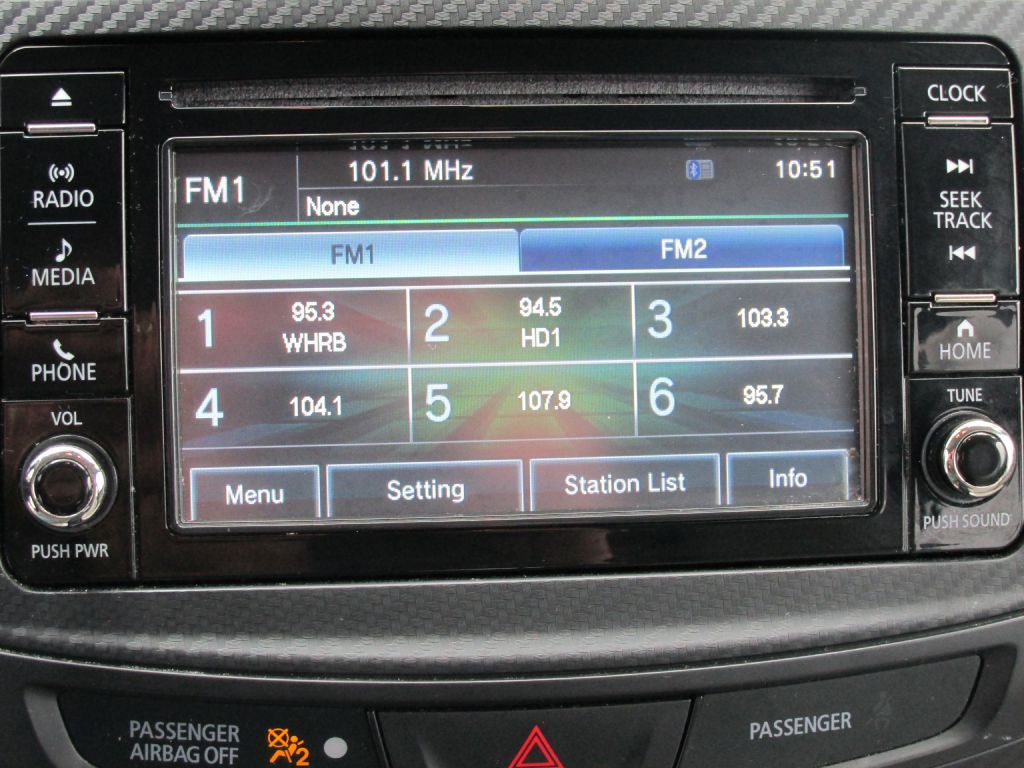 CLOCK
RADIO
MEDIA
PHONE
VOL
PUSH PWR
FM1
101.1 MHz
10:51
None
FM1
FM2
1 95.3
WHRB
2 94.5
HD1
3 103.3
4 104.1
5 107.9
6 95.7
Menu
Setting
Station List
Info
SEEK
TRACK
HOME
TUNE
PUSH SOUND
PASSENGER
AIRBAG OFF
2
PASSENGER